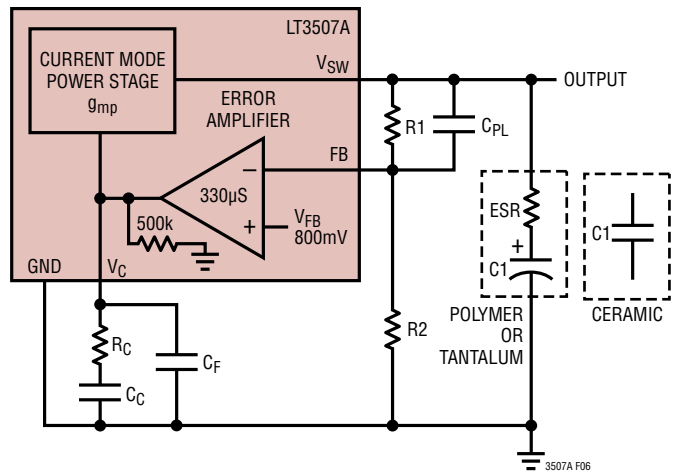 LT3507A
CURRENT MODE
POWER STAGE
gmp
VSW
OUTPUT
ERROR
AMPLIFIER
R1
CPL
FB
–
330µS
+
VFB
800mV
500k
ESR
+
C1
C1
GND
VC
POLYMER
OR
TANTALUM
CERAMIC
RC
CF
R2
CC
3507A F06